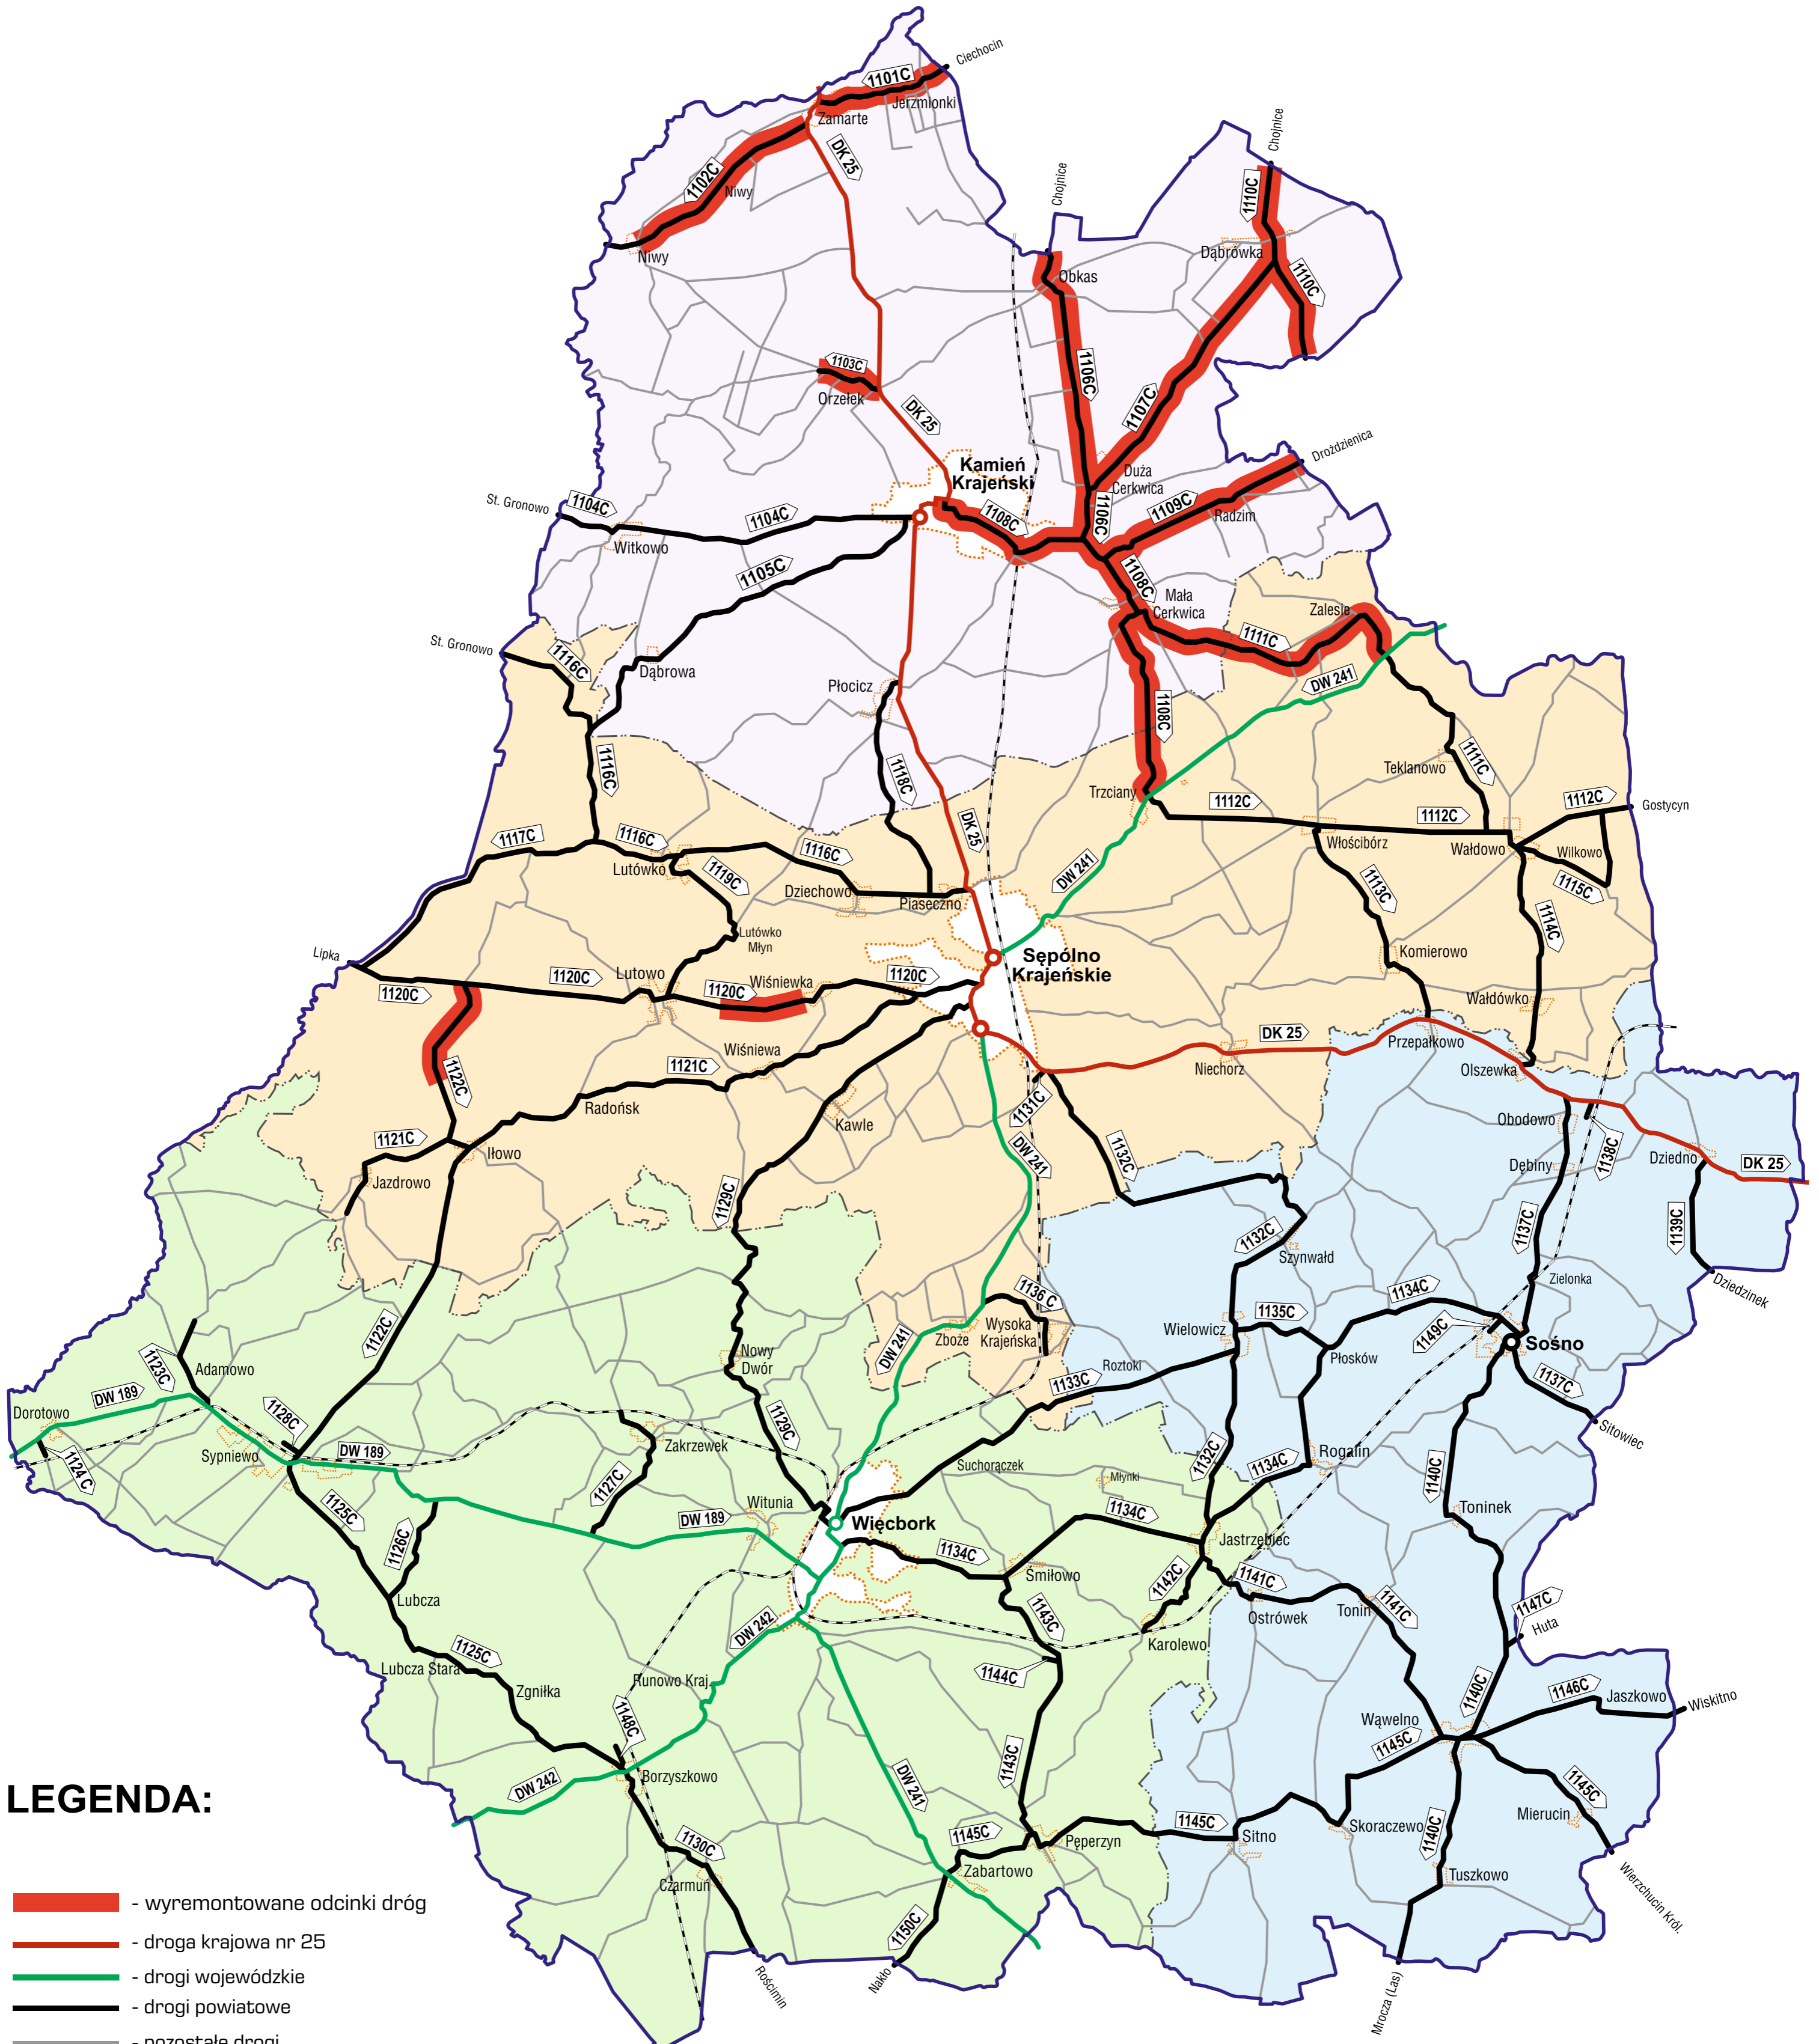 Ciechocin
1101C
Jerzmionki
Zamarte
DK 25
1102C
Niwy
Niwy
Chojnice
Chojnice
1110C
Dąbrówka
1110C
Obkas
1106C
1107C
1103C
Orzełek
DK 25
Kamień
Krajeński
Duża
Cerkwica
Drożdzienica
1109C
Radzim
1106C
1108C
St. Gronowo
1104C
1104C
Witkowo
1105C
1108C
Mała
Cerkwica
Zalesie
1111C
DW 241
St. Gronowo
1116C
Dąbrowa
Płocicz
1108C
1116C
1118C
Teklanowo
1111C
Trzciany
1112C
1112C
1112C
Gostycyn
DK 25
1117C
1116C
1116C
Lutówko
1119C
Dziechowo
Piaseczno
DW 241
Włościbórz
Wałdowo
Wilkowo
1115C
1113C
1114C
Lutówko
Młyn
Lipka
1120C
1120C
Lutowo
1120C
Wiśniewka
1120C
Sępólno
Krajeńskie
Komierowo
Wałdówko
1122C
Wiśniewa
1121C
Radońsk
Kawle
DK 25
Niechorz
Przepałkowo
Olszewka
1131C
DW 241
1132C
Obodowo
1138C
Dębiny
Dziedno
DK 25
1121C
Iłowo
Jazdrowo
1129C
1137C
1139C
1132C
Szynwałd
Zielonka
Dziedzinek
1136 C
Wysoka
Krajeńska
Zboże
DW 241
1122C
1123C
Adamowo
Nowy
Dwór
Wielowicz
1135C
1134C
1149C
Sośno
Płosków
Roztoki
1133C
1137C
Sitowiec
DW 189
Dorotowo
1124 C
1128C
Sypniewo
DW 189
1129C
Zakrzewek
1127C
Suchorączek
Młynki
1132C
1134C
Rogalin
1140C
Toninek
1125C
1126C
Witunia
DW 189
Więcbork
1134C
1134C
Śmiłowo
Jastrzębiec
1142C
1141C
Ostrówek
Tonin
1141C
1147C
Huta
Lubcza
1143C
Karolewo
DW 242
1125C
Lubcza Stara
Zgniłka
Runowo Kraj.
1144C
1148C
1140C
1146C
Jaszkowo
Wiskitno
Wąwelno
1145C
DW 242
Borzyszkowo
DW 241
1143C
1145C
Mierucin
1130C
Czarmuń
1145C
Pęperzyn
Zabartowo
1145C
Sitno
Skoraczewo
1140C
Tuszkowo
Wierzchucin Król.
1150C
Nakło
Rościmin
Mrocza (Las)
LEGENDA:
- wyremontowane odcinki dróg
- droga krajowa nr 25
- drogi wojewódzkie
- drogi powiatowe
- pozostałe drogi